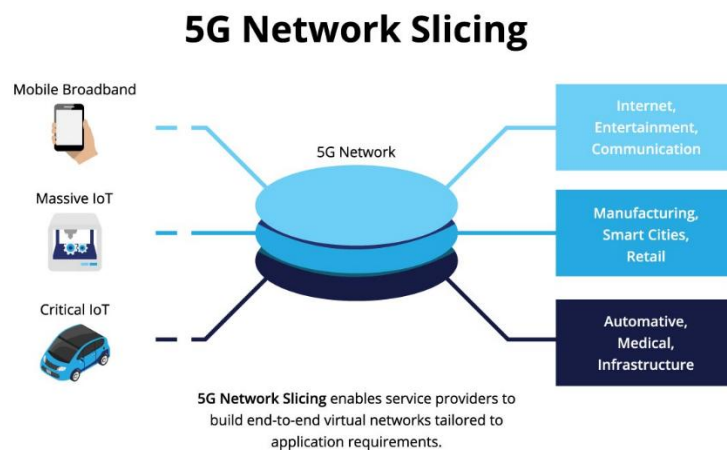 5G Network Slicing
Mobile Broadband
Massive IoT
Critical IoT
5G Network
Internet,
Entertainment,
Communication
Manufacturing,
Smart Cities,
Retail
Automative,
Medical,
Infrastructure
5G Network Slicing enables service providers to
build end-to-end virtual networks tailored to
application requirements.